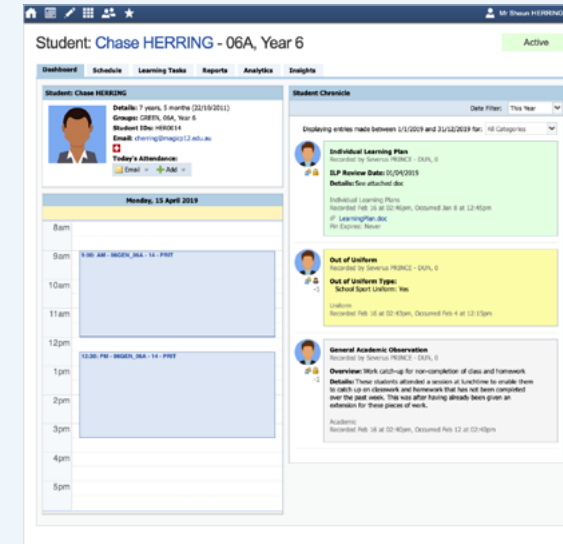 Mr Shaun HERRING
Student: Chase HERRING - 06A, Year 6
Active
Dashboard Schedule Learning Tasks Reports Analytics Insights
Student: Chase HERRING
Details: 7 years, 5 months (22/10/2011)
Groups: GREEN, 06A, Year 6
Student IDs: HER0014
Email: cherring@magicp12.edu.au
Today's Attendance:
Email Add
Monday, 15 April 2019
8am
9am
9:00 AM - 06GEN_06A - 14 - PRIT
10am
11am
12pm
12:30 PM - 06GEN_06A - 14 - PRIT
1pm
2pm
3pm
4pm
5pm
Student Chronicle
Date Filter: This Year
Displaying entries made between 1/1/2019 and 31/12/2019 for: All Categories
Individual Learning Plan
Recorded by Severus PRINCE - DUN, 0
ILP Review Date: 01/04/2019
Details: See attached doc
Individual Learning Plans
Recorded Feb 16 at 02:46pm, Occurred Jan 8 at 12:45pm
LearningPlan.doc
Pin Expires: Never
Out of Uniform
Recorded by Severus PRINCE - DUN, 0
Out of Uniform Type:
-1
School Sport Uniform: Yes
Uniform
Recorded Feb 16 at 02:43pm, Occurred Feb 4 at 12:15pm
General Academic Observation
Recorded by Severus PRINCE - DUN, 0
Overview: Work catch-up for non-completion of class and homework
-1
Details: These students attended a session at lunchtime to enable them
to catch up on classwork and homework that has not been completed
over the past week. This was after having already been given an
extension for these pieces of work.
Academic
Recorded Feb 16 at 02:40pm, Occurred Feb 12 at 02:40pm